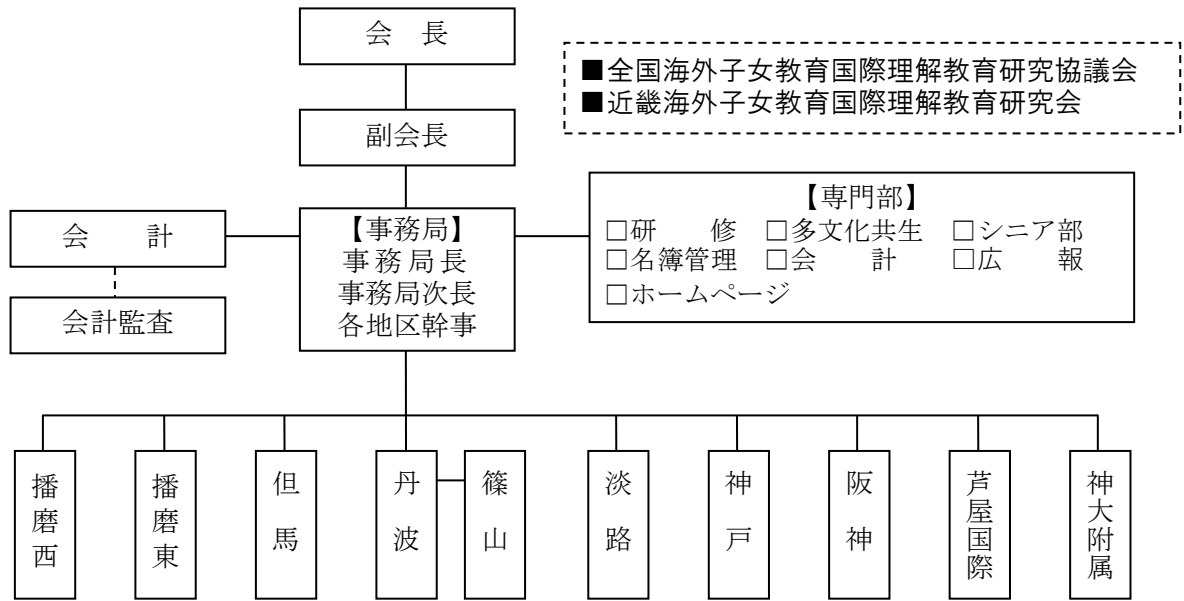 会　長
■全国海外子女教育国際理解教育研究協議会
■近畿海外子女教育国際理解教育研究会
副会長
会　　計
【事務局】
事務局長
事務局次長
各地区幹事
【専門部】
□研　　修　□多文化共生　□シニア部
□名簿管理　□会　　計　　□広　　報
□ホームページ
会計監査
播磨西
播磨東
但馬
丹波
篠山
淡路
神戸
阪神
芦屋国際
神大附属